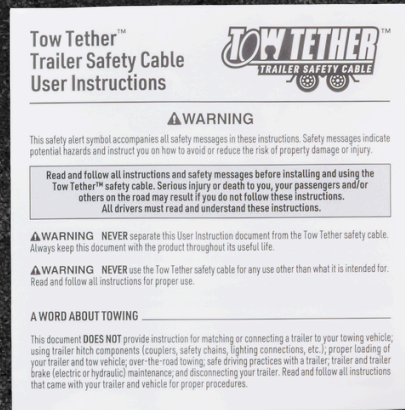 Tow Tether™
Trailer Safety Cable
User Instructions
TOW TETHER™
TRAILER SAFETY CABLE
⚠WARNING
This safety alert symbol accompanies all safety messages in these instructions. Safety messages indicate
potential hazards and instruct you on how to avoid or reduce the risk of property damage or injury.
Read and follow all instructions and safety messages before installing and using the
Tow Tether™ safety cable. Serious injury or death to you, your passengers and/or
others on the road may result if you do not follow these instructions.
All drivers must read and understand these instructions.
⚠WARNING NEVER separate this User Instruction document from the Tow Tether safety cable.
Always keep this document with the product throughout its useful life.
⚠WARNING NEVER use the Tow Tether safety cable for any use other than what it is intended for.
Read and follow all instructions for proper use.
A WORD ABOUT TOWING
This document DOES NOT provide instruction for matching or connecting a trailer to your towing vehicle;
using trailer hitch components (couplers, safety chains, lighting connections, etc.); proper loading of
your trailer and tow vehicle; over-the-road towing; safe driving practices with a trailer; trailer and trailer
brake (electric or hydraulic) maintenance; and disconnecting your trailer. Read and follow all instructions
that came with your trailer and vehicle for proper procedures.